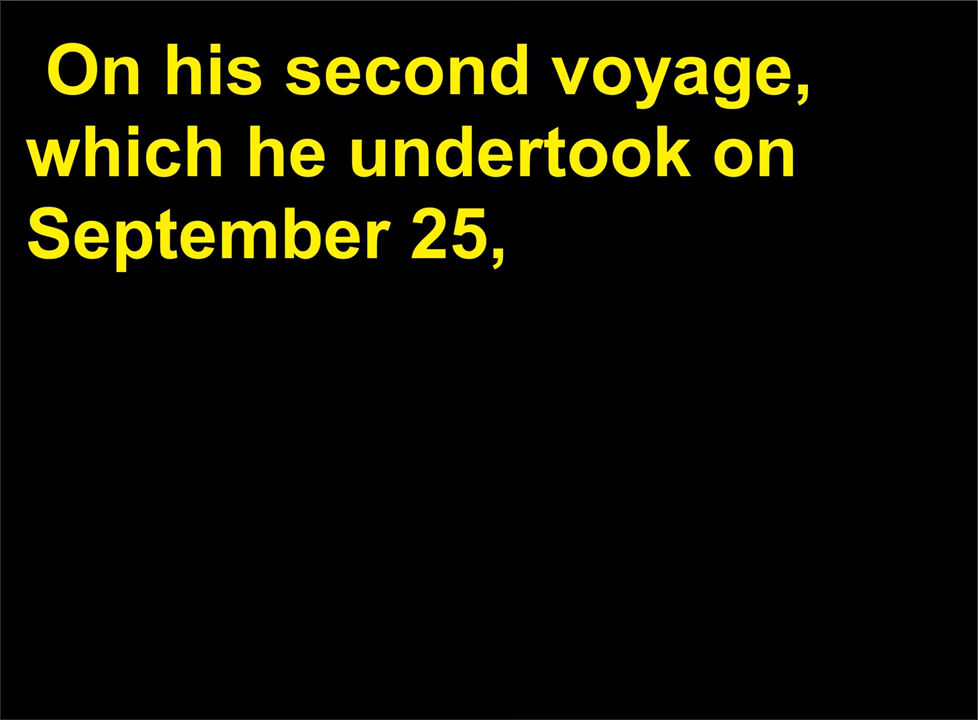 On his second voyage,
which he undertook on
September 25,